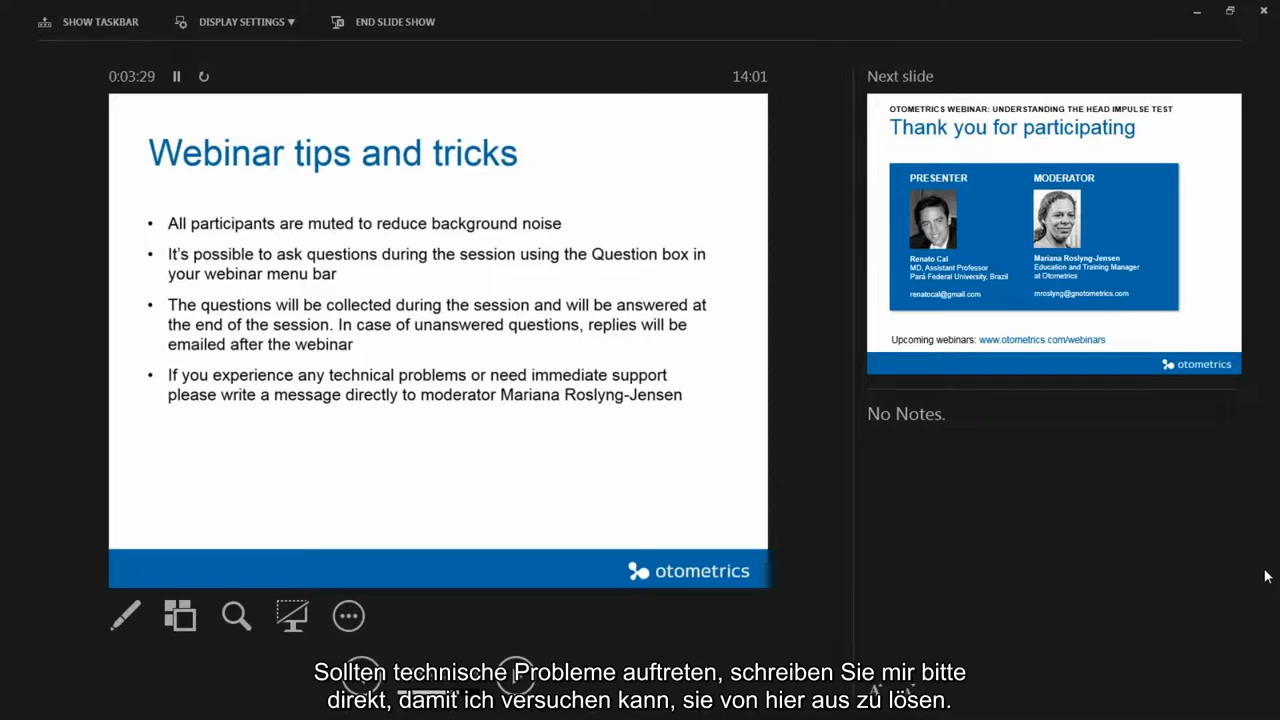 SHOW TASKBAR DISPLAY SETTINGS ▼ END SLIDE SHOW
0:03:29 14:01
Webinar tips and tricks
• All participants are muted to reduce background noise
• It's possible to ask questions during the session using the Question box in
your webinar menu bar
• The questions will be collected during the session and will be answered at
the end of the session. In case of unanswered questions, replies will be
emailed after the webinar
• If you experience any technical problems or need immediate support
please write a message directly to moderator Mariana Roslyng-Jensen
otometrics
Next slide
OTOMETRICS WEBINAR: UNDERSTANDING THE HEAD IMPULSE TEST
Thank you for participating
PRESENTER
Renato Cal
MD, Assistant Professor
Pará Federal University, Brazil
renatocal@gmail.com
MODERATOR
Mariana Roslyng-Jensen
Education and Training Manager
at Otometrics
mroslyng@gnotometrics.com
Upcoming webinars: www.otometrics.com/webinars
otometrics
No Notes.
Sollten technische Probleme auftreten, schreiben Sie mir bitte
direkt, damit ich versuchen kann, sie von hier aus zu lösen.